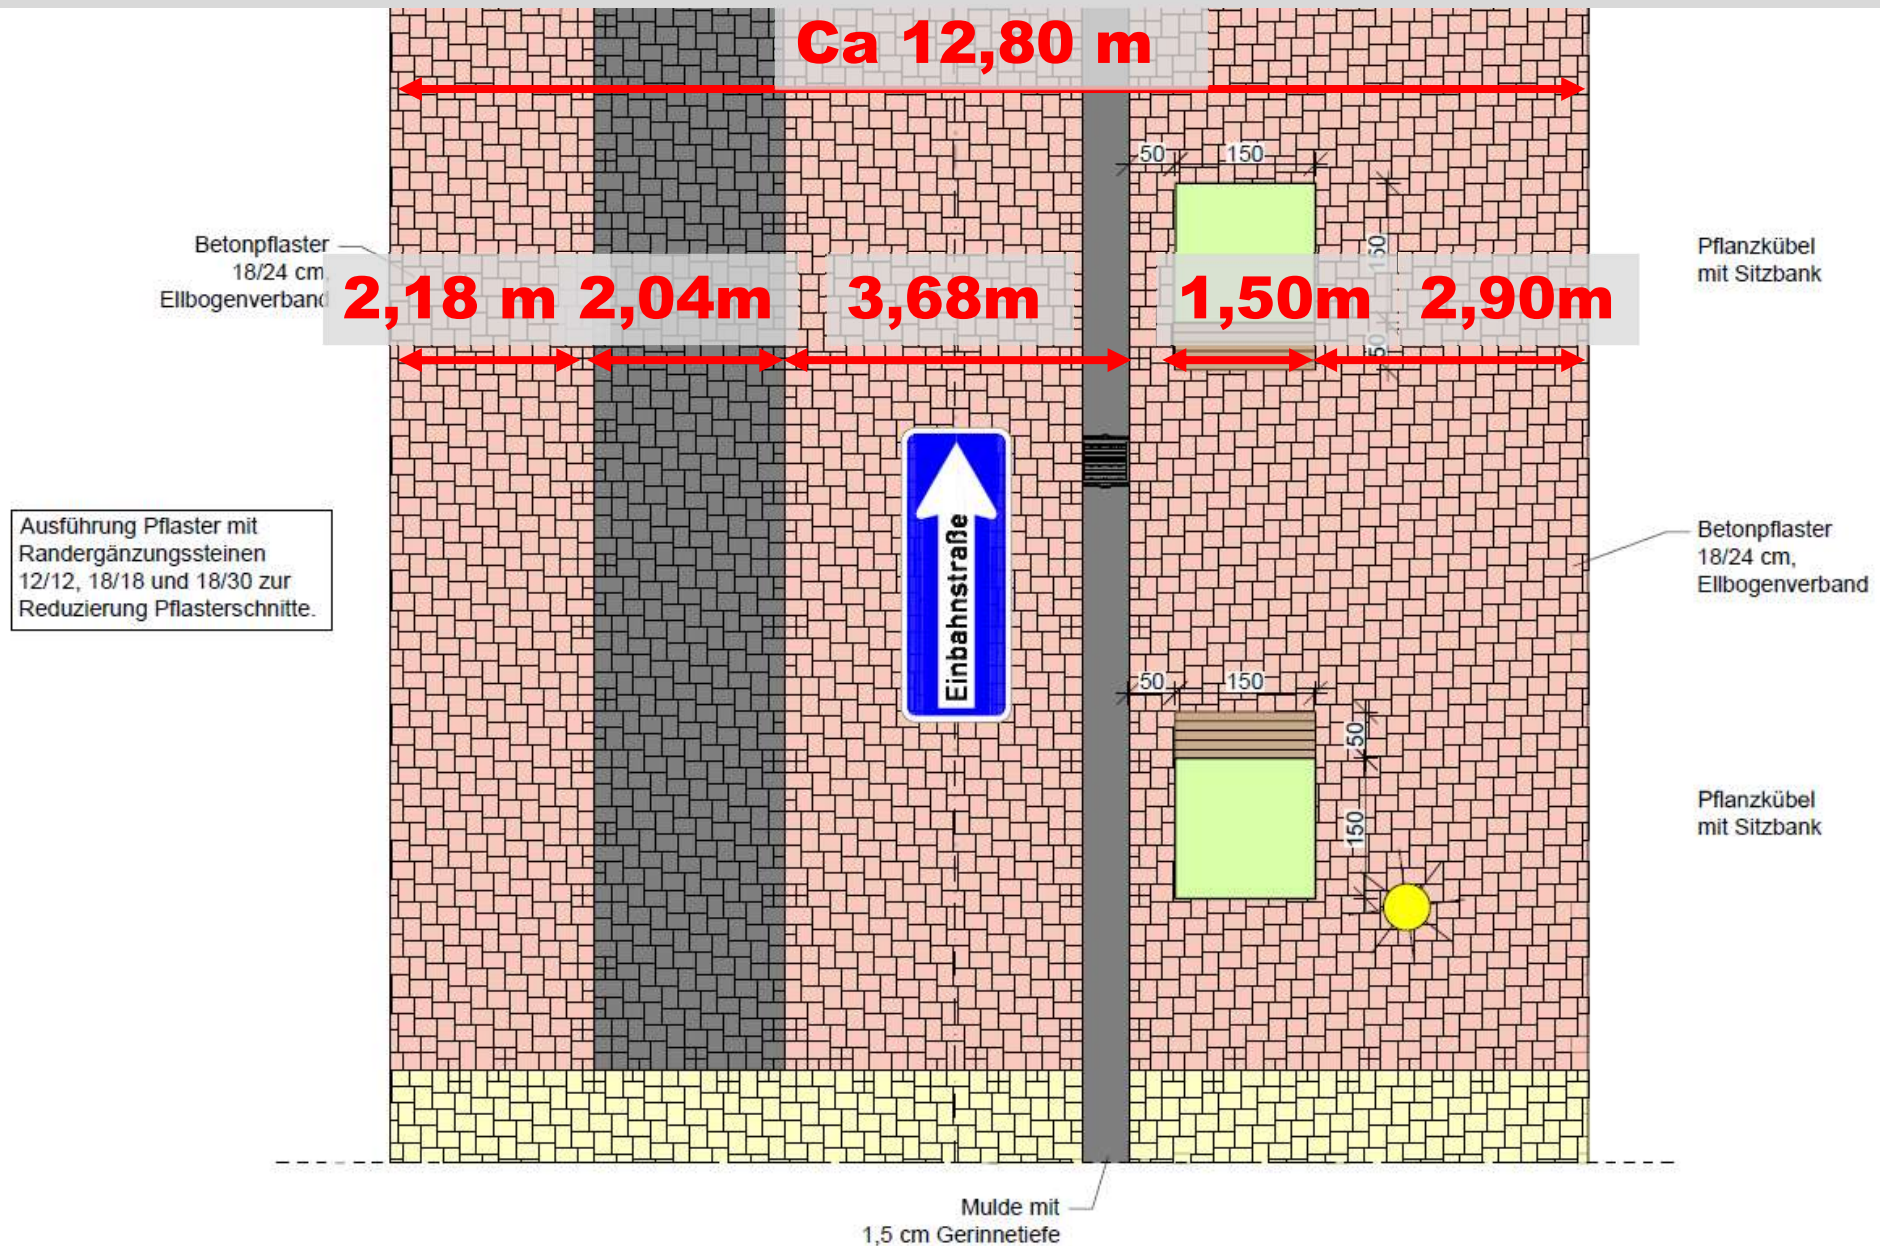 Ca 12,80 m
50 150
150
Betonpflaster
18/24 cm,
Ellbogenverband
Pflanzkübel
mit Sitzbank
2,18 m 2,04m 3,68m 1,50m 2,90m
50
Einbahnstraße
Ausführung Pflaster mit
Randergänzungssteinen
12/12, 18/18 und 18/30 zur
Reduzierung Pflasterschnitte.
Betonpflaster
18/24 cm,
Ellbogenverband
50 150
50
150
Pflanzkübel
mit Sitzbank
Mulde mit
1,5 cm Gerinnetiefe